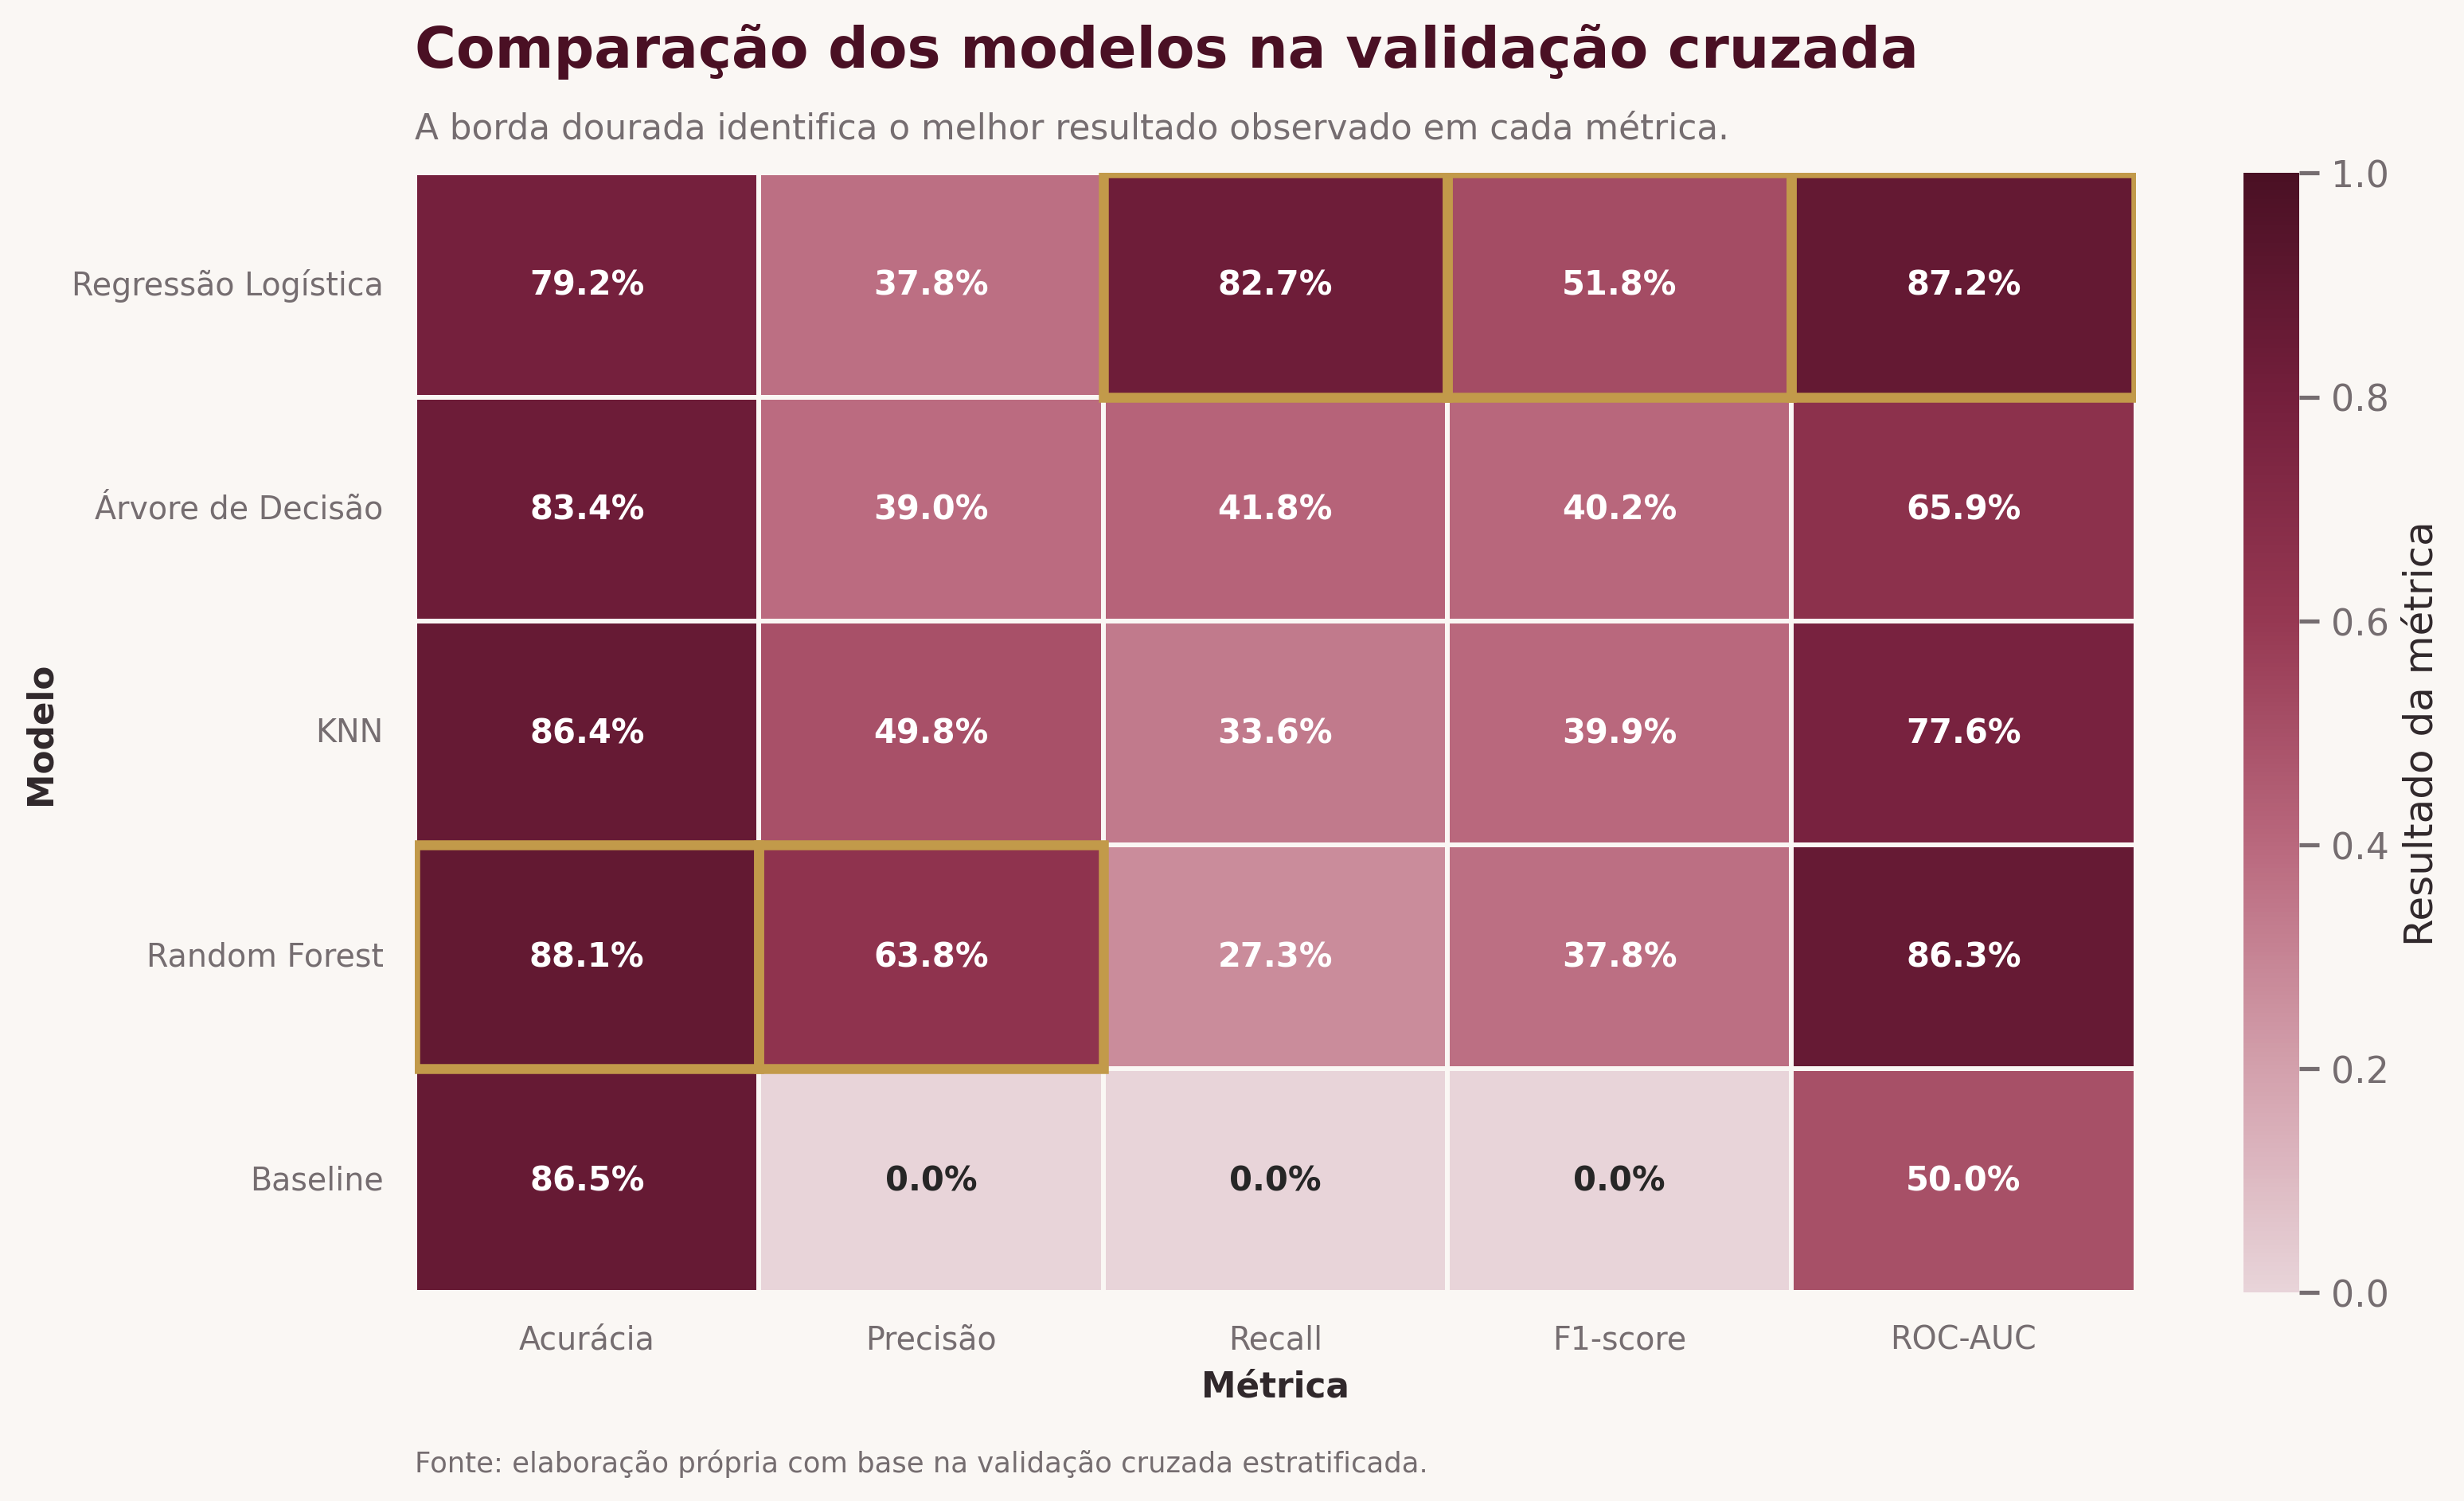 Comparação dos modelos na validação cruzada
A borda dourada identifica o melhor resultado observado em cada métrica.
Modelo
Regressão Logística 79.2% 37.8% 82.7% 51.8% 87.2%
Árvore de Decisão 83.4% 39.0% 41.8% 40.2% 65.9%
KNN 86.4% 49.8% 33.6% 39.9% 77.6%
Random Forest 88.1% 63.8% 27.3% 37.8% 86.3%
Baseline 86.5% 0.0% 0.0% 0.0% 50.0%
Acurácia Precisão Recall F1-score ROC-AUC
Métrica
1.0
0.8
0.6
0.4
0.2
0.0
Resultado da métrica
Fonte: elaboração própria com base na validação cruzada estratificada.